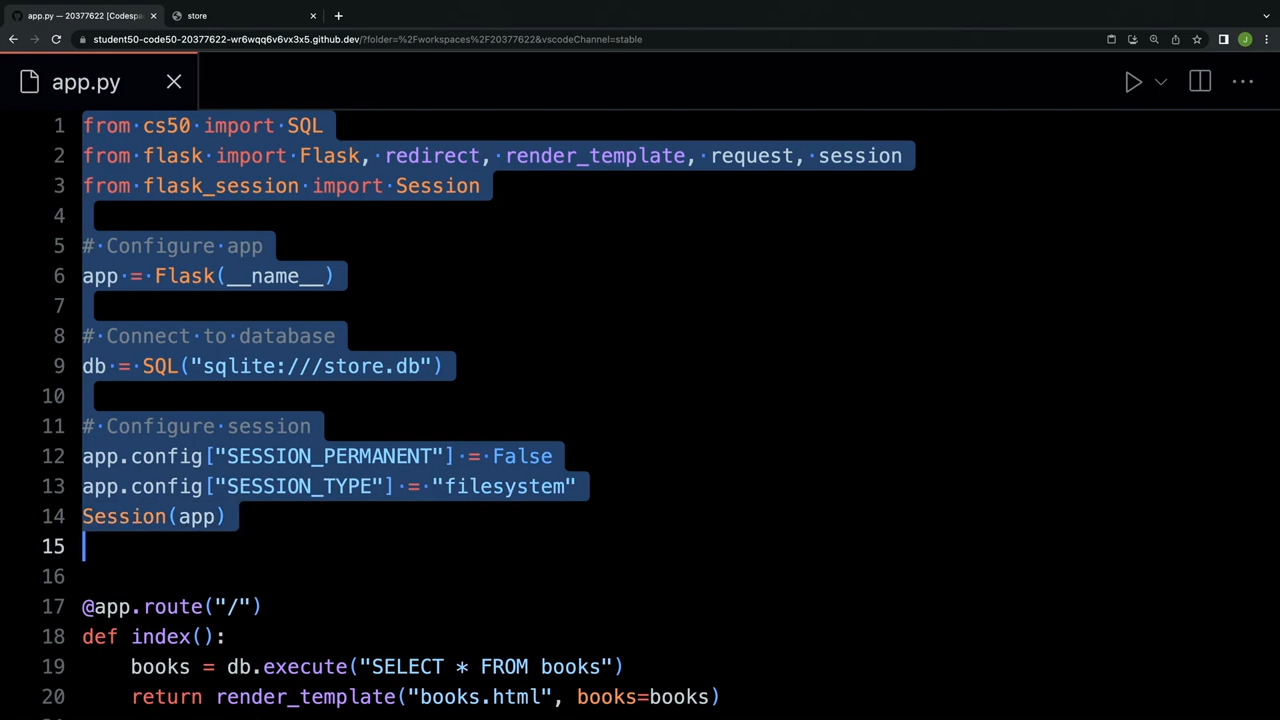 app.py — 20377622 [Codespa
store
student50-code50-20377622-wr6wqq6v6vx3x5.github.dev/?folder=%2Fworkspaces%2F20377622&vscodeChannel=stable
J
app.py
1 from cs50 import SQL
2 from flask import Flask, redirect, render_template, request, session
3 from flask_session import Session
4
5 # Configure app
6 app = Flask(__name__)
7
8 # Connect to database
9 db = SQL("sqlite:///store.db")
10
11 # Configure session
12 app.config["SESSION_PERMANENT"] = False
13 app.config["SESSION_TYPE"] = "filesystem"
14 Session(app)
15
16
17 @app.route("/")
18 def index():
19     books = db.execute("SELECT * FROM books")
20     return render_template("books.html", books=books)